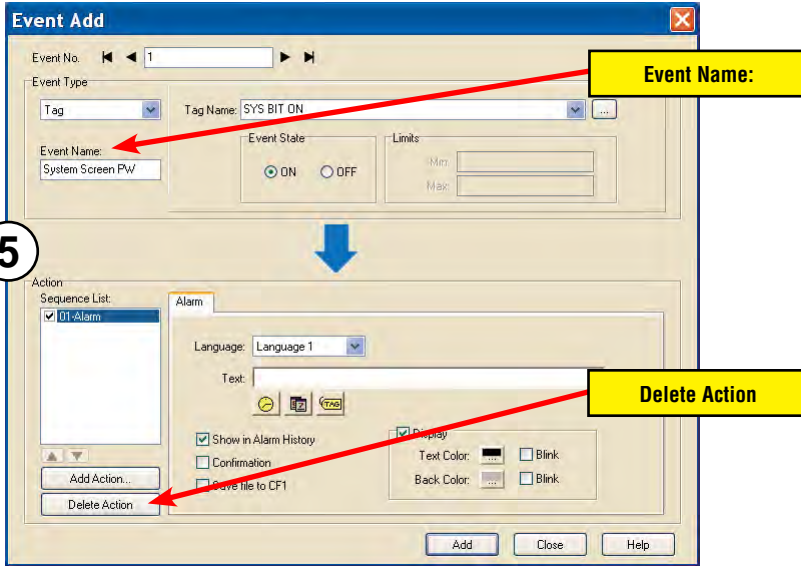 Event Add
Event No.
1
Event Name:
Event Type
Tag
Tag Name:
SYS BIT ON
...
Event Name:
System Screen PW
Event State
ON
OFF
Limits
Min:
Max:
5
Action
Sequence List:
01-Alarm
Alarm
Language:
Language 1
Text:
TAG
Delete Action
Show in Alarm History
Confirmation
Save file to CF1
Display
Text Color:
...
Blink
Back Color:
...
Blink
Add Action...
Delete Action
Add
Close
Help